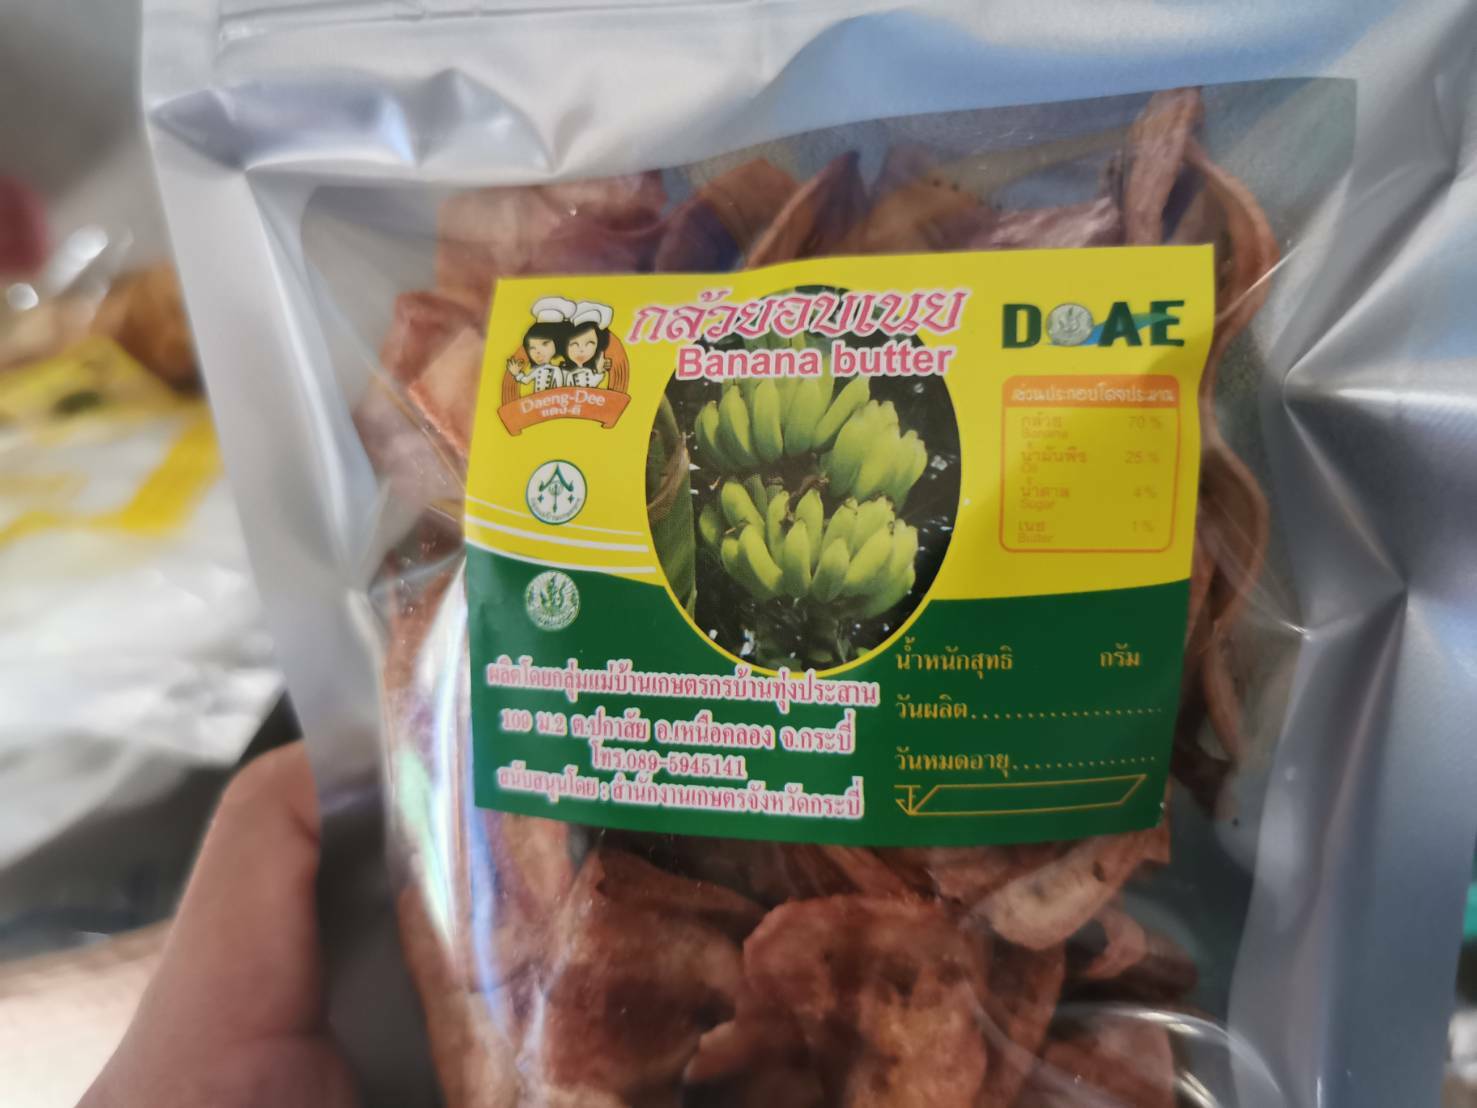 กล้วยอบเนย
Banana butter
Daeng-Dee
แดง-ดี
DOAE
ส่วนประกอบโดยประมาณ
กล้วย 70 %
Banana
น้ำมันพืช 25 %
Oil
น้ำตาล 4 %
Sugar
เนย 1 %
Butter
ผลิตโดยกลุ่มแม่บ้านเกษตรกรบ้านทุ่งประสาน
109 ม.2 ต.ปกาสัย อ.เหนือคลอง จ.กระบี่
โทร.089-5945141
สนับสนุนโดย : สำนักงานเกษตรจังหวัดกระบี่
น้ำหนักสุทธิ กรัม
วันผลิต
วันหมดอายุ